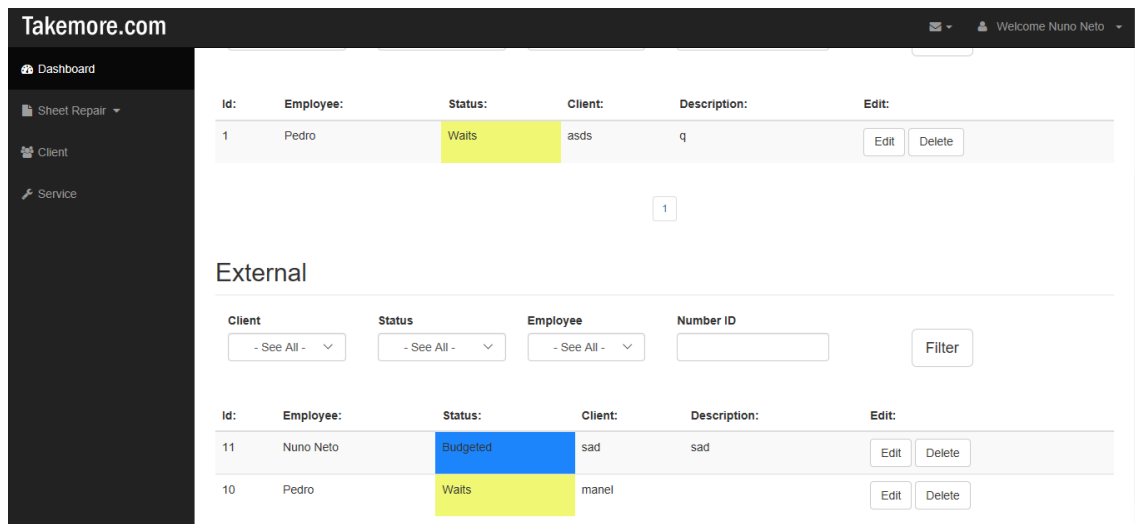 Takemore.com
Welcome Nuno Neto
Dashboard
Sheet Repair
Client
Service
Id: Employee: Status: Client: Description: Edit:
1 Pedro Waits asds q Edit Delete
1
External
Client Status Employee Number ID
- See All - - See All - - See All - Filter
Id: Employee: Status: Client: Description: Edit:
11 Nuno Neto Budgeted sad sad Edit Delete
10 Pedro Waits manel Edit Delete